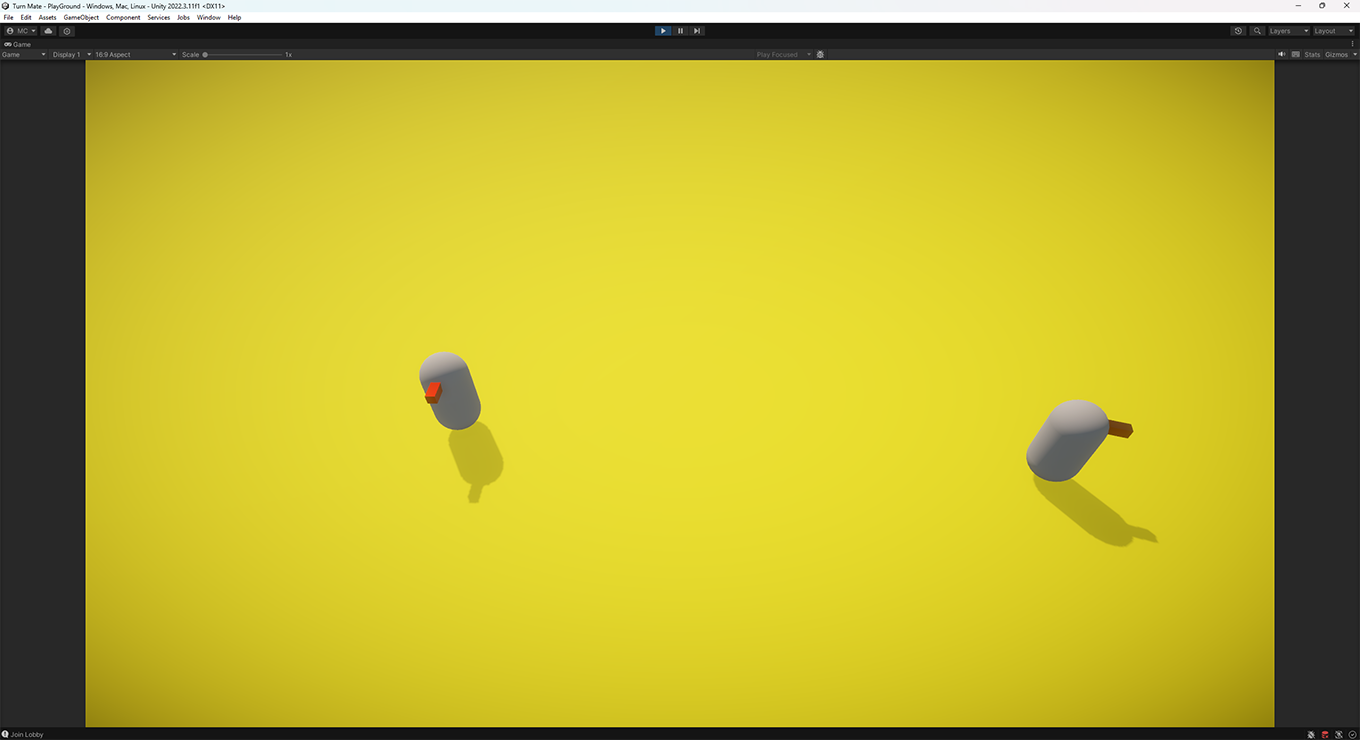 Turn Mate - PlayGround - Windows, Mac, Linux - Unity 2022.3.11f1 <DX11>
File Edit Assets GameObject Component Services Jobs Window Help
MC Layers Layout
Game
Game Display 1 16:9 Aspect Scale 1x Play Focused Stats Gizmos
Join Lobby